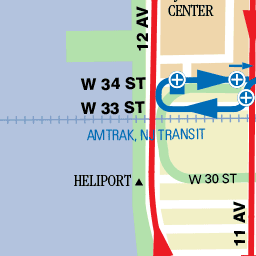 CENTER
12 AV
W 34 ST
W 33 ST
AMTRAK, NJ TRANSIT
HELIPORT
W 30 ST
11 AV